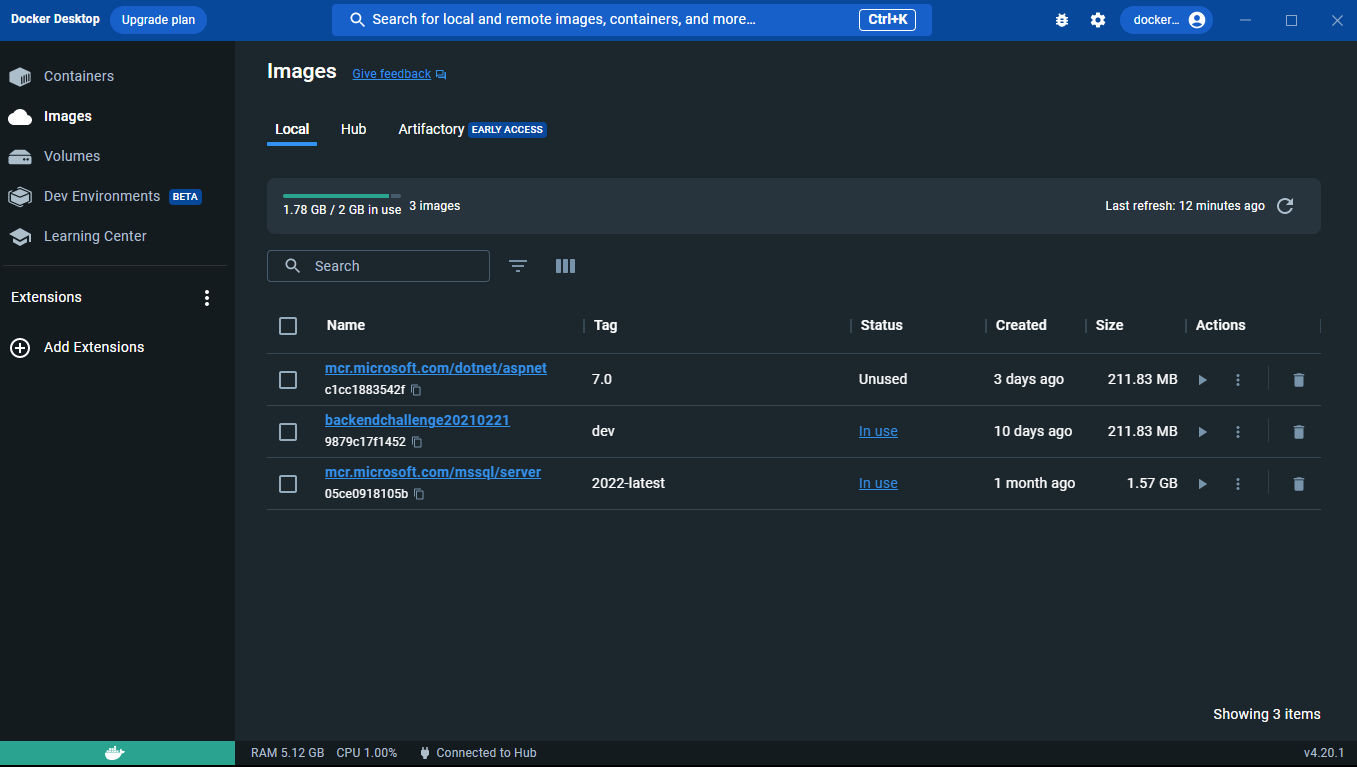 Docker Desktop Upgrade plan Search for local and remote images, containers, and more... Ctrl+K docker...
Containers
Images
Volumes
Dev Environments BETA
Learning Center
Extensions
Add Extensions
Images Give feedback
Local Hub Artifactory EARLY ACCESS
1.78 GB / 2 GB in use 3 images Last refresh: 12 minutes ago
Search
Name Tag Status Created Size Actions
mcr.microsoft.com/dotnet/aspnet
c1cc1883542f
7.0 Unused 3 days ago 211.83 MB
backendchallenge20210221
9879c17f1452
dev In use 10 days ago 211.83 MB
mcr.microsoft.com/mssql/server
05ce0918105b
2022-latest In use 1 month ago 1.57 GB
Showing 3 items
RAM 5.12 GB CPU 1.00% Connected to Hub v4.20.1